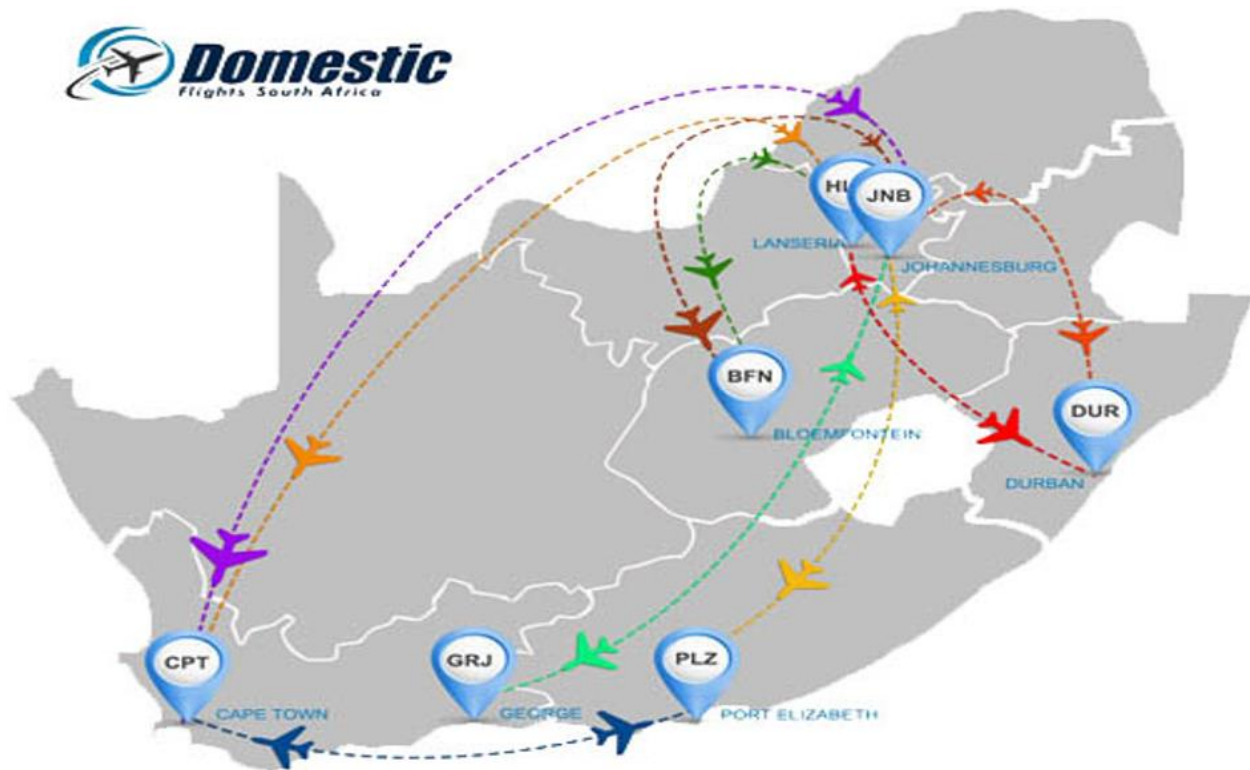 Domestic
Flights South Africa
HL
JNB
LANSERIA
JOHANNESBURG
BFN
BLOEMFONTEIN
DUR
DURBAN
CPT
CAPE TOWN
GRJ
GEORGE
PLZ
PORT ELIZABETH